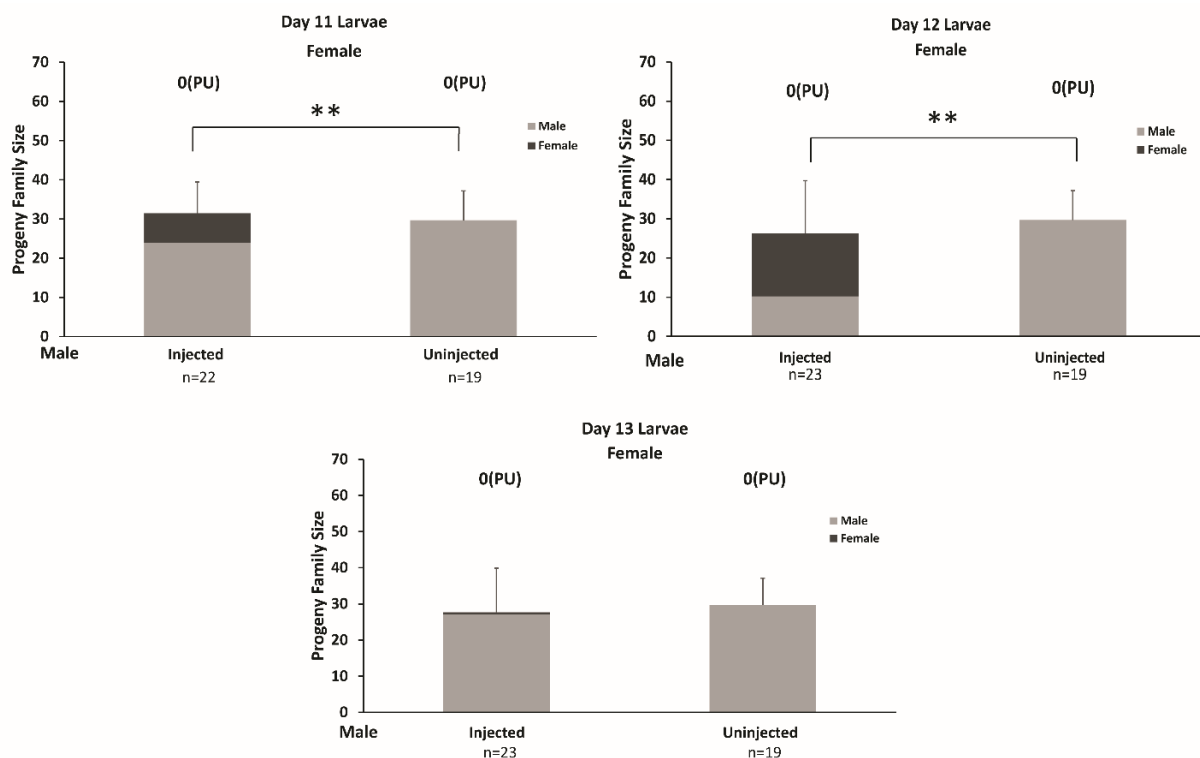 Day 11 Larvae
Female
70
60
50
40
30
20
10
0
Progeny Family Size
0(PU)
0(PU)
**
Male
Female
Male
Injected
Uninjected
n=22
n=19
Day 12 Larvae
Female
70
60
50
40
30
20
10
0
Progeny Family Size
0(PU)
0(PU)
**
Male
Female
Male
Injected
Uninjected
n=23
n=19
Day 13 Larvae
Female
70
60
50
40
30
20
10
0
Progeny Family Size
0(PU)
0(PU)
Male
Female
Male
Injected
Uninjected
n=23
n=19